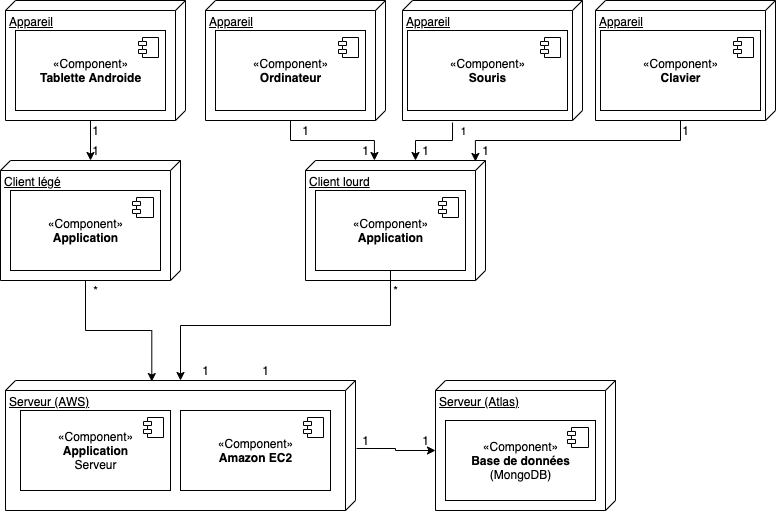 Appareil
«Component»
Tablette Androide
Appareil
«Component»
Ordinateur
Appareil
«Component»
Souris
Appareil
«Component»
Clavier
1
1
1
1
1
1
1
1
Client légé
«Component»
Application
Client lourd
«Component»
Application
*
*
1
1
Serveur (AWS)
«Component»
Application
Serveur
«Component»
Amazon EC2
1
1
Serveur (Atlas)
«Component»
Base de données
(MongoDB)